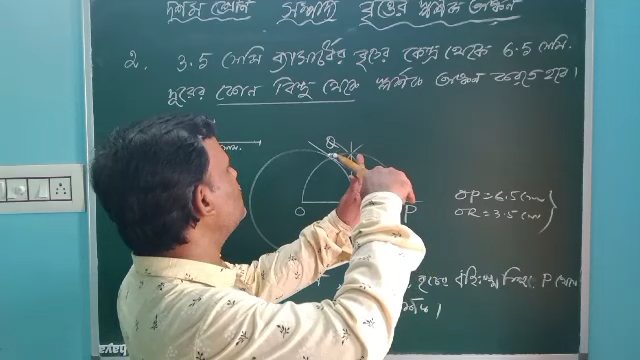 দশম শ্রেণি সম্পাদ্য বৃত্তের স্পর্শক অঙ্কন
2. 3.5 সেমি ব্যাসার্ধের বৃত্তের কেন্দ্র থেকে 6.5 সেমি.
দূরের কোন বিন্দু থেকে স্পর্শক অঙ্কন করতে হবে।
সেমি.
Q
O P
OP = 6.5 cm
OR = 3.5 cm
বৃত্তের বহিঃস্থ বিন্দু P থেকে